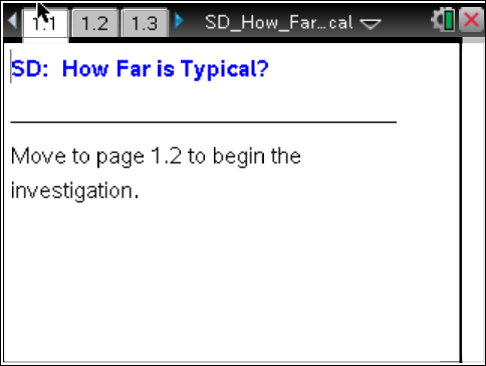 1.1 1.2 1.3 SD_How_Far...cal
SD: How Far is Typical?
Move to page 1.2 to begin the
investigation.